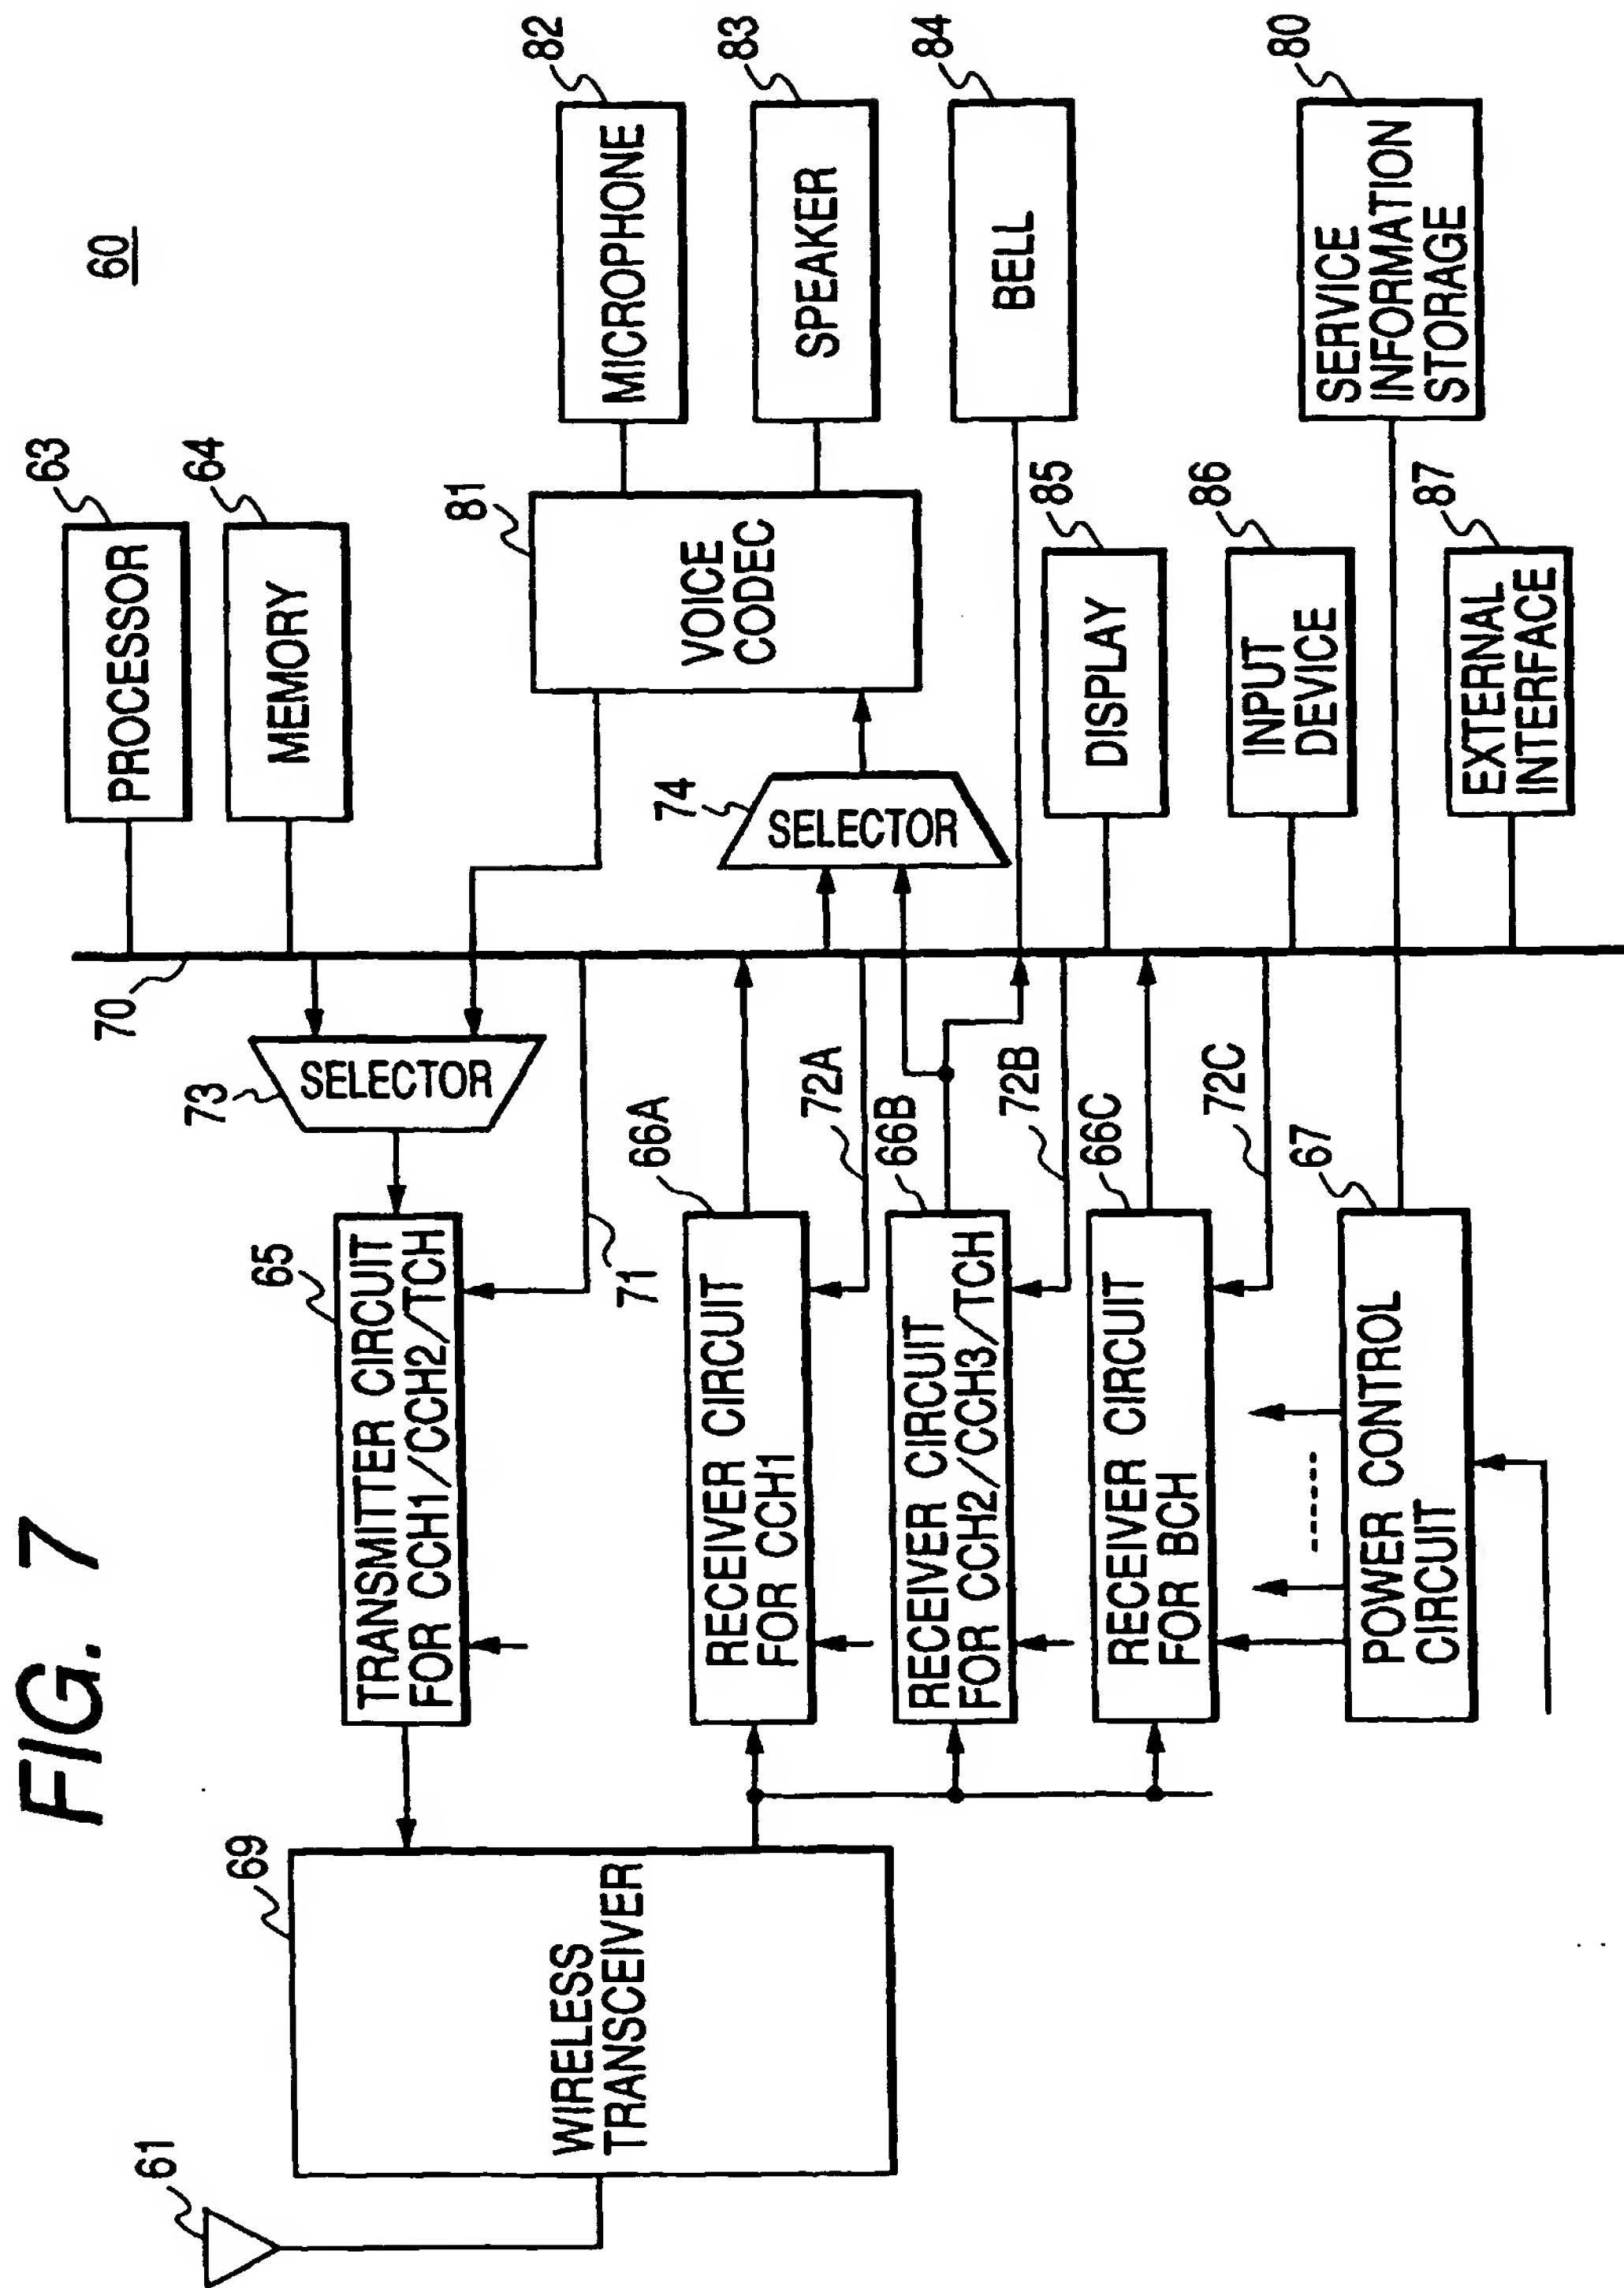 FIG. 7
60
61
69
WIRELESS
TRANSCEIVER
65
TRANSMITTER CIRCUIT
FOR CCH1/CCH2/TCH
73
SELECTOR
70
71
66A
RECEIVER CIRCUIT
FOR CCH1
72A
66B
RECEIVER CIRCUIT
FOR CCH2/CCH3/TCH
72B
66C
RECEIVER CIRCUIT
FOR BCH
72C
67
POWER CONTROL
CIRCUIT
63
PROCESSOR
64
MEMORY
81
VOICE
CODEC
74
SELECTOR
82
MICROPHONE
83
SPEAKER
84
BELL
85
DISPLAY
86
INPUT
DEVICE
80
SERVICE
INFORMATION
STORAGE
87
EXTERNAL
INTERFACE